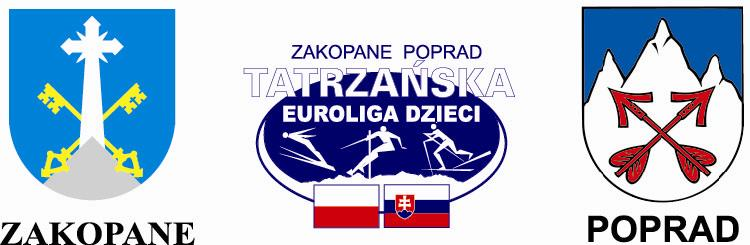 ZAKOPANE POPRAD
TATRZAŃSKA
EUROLIGA DZIECI
ZAKOPANE
POPRAD